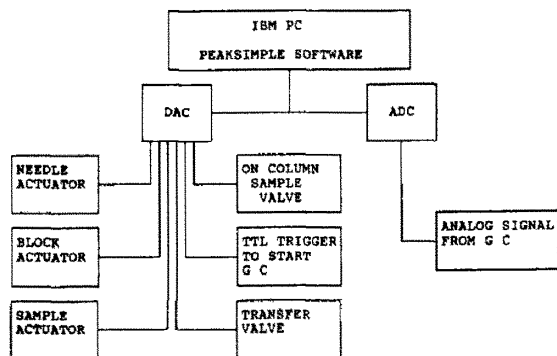 IBM PC
PEAKSIMPLE SOFTWARE
DAC
ADC
NEEDLE
ACTUATOR
ON COLUMN
SAMPLE
VALVE
BLOCK
ACTUATOR
TTL TRIGGER
TO START
G C
ANALOG SIGNAL
FROM G C
SAMPLE
ACTUATOR
TRANSFER
VALVE